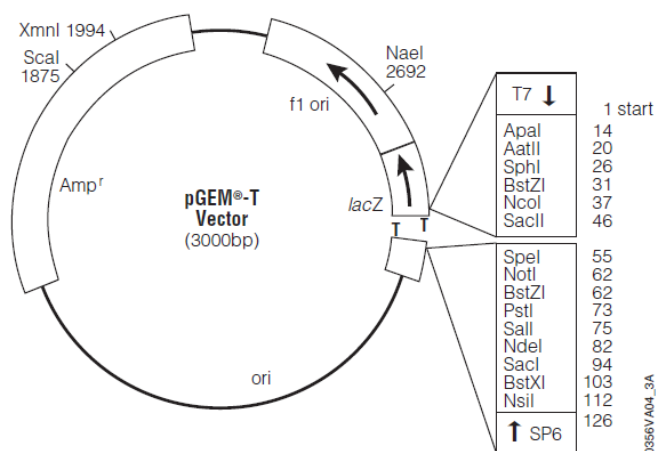 XmnI 1994
ScaI
1875
NaeI
2692
f1 ori
T7 ↓
1 start
Ampʳ
pGEM®-T
Vector
(3000bp)
lacZ
T T
ApaI 14
AatII 20
SphI 26
BstZI 31
NcoI 37
SacII 46
SpeI 55
NotI 62
BstZI 62
PstI 73
SalI 75
NdeI 82
SacI 94
BstXI 103
NsiI 112
↑ SP6 126
ori
0356VA04_3A